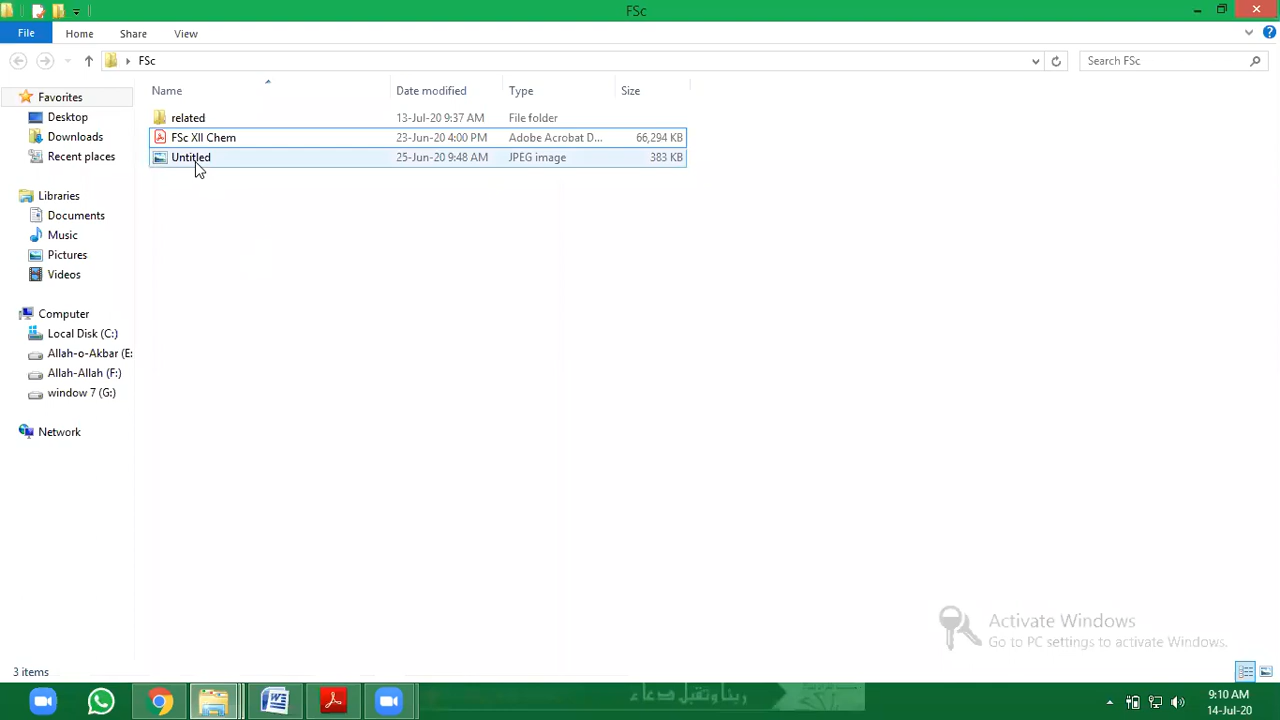 FSc
File
Home
Share
View
FSc
Search FSc
Name
Date modified
Type
Size
Favorites
Desktop
Downloads
Recent places
Libraries
Documents
Music
Pictures
Videos
Computer
Local Disk (C:)
Allah-o-Akbar (E:
Allah-Allah (F:)
window 7 (G:)
Network
related
13-Jul-20 9:37 AM
File folder
FSc XII Chem
23-Jun-20 4:00 PM
Adobe Acrobat D...
66,294 KB
Untitled
25-Jun-20 9:48 AM
JPEG image
383 KB
Activate Windows
Go to PC settings to activate Windows.
3 items
ربنا وتقبل دعاء
9:10 AM
14-Jul-20